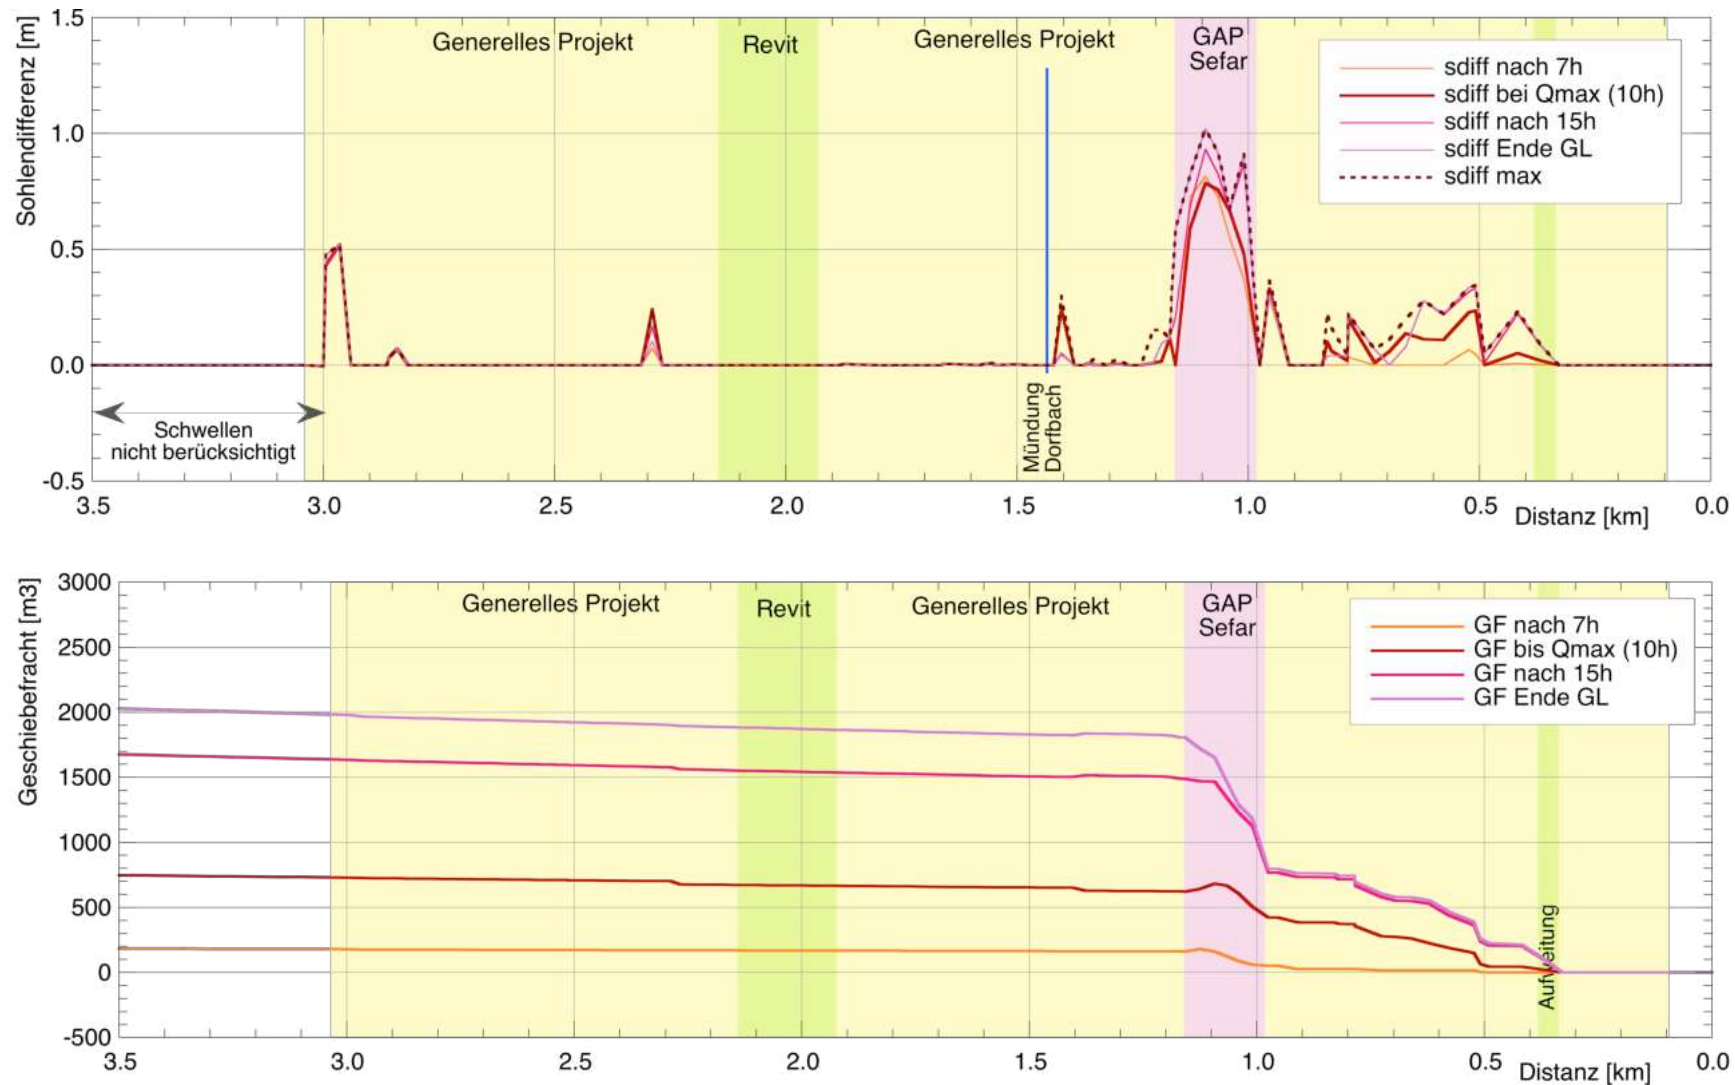 Sohlendifferenz [m]
1.5
1.0
0.5
0.0
-0.5
Generelles Projekt
Revit
Generelles Projekt
GAP
Sefar
sdiff nach 7h
sdiff bei Qmax (10h)
sdiff nach 15h
sdiff Ende GL
sdiff max
Schwellen
nicht berücksichtigt
Mündung
Dorfbach
3.5 3.0 2.5 2.0 1.5 1.0 0.5 0.0
Distanz [km]
Geschiebefracht [m3]
3000
2500
2000
1500
1000
500
0
-500
Generelles Projekt
Revit
Generelles Projekt
GAP
Sefar
GF nach 7h
GF bis Qmax (10h)
GF nach 15h
GF Ende GL
Aufweitung
3.5 3.0 2.5 2.0 1.5 1.0 0.5 0.0
Distanz [km]